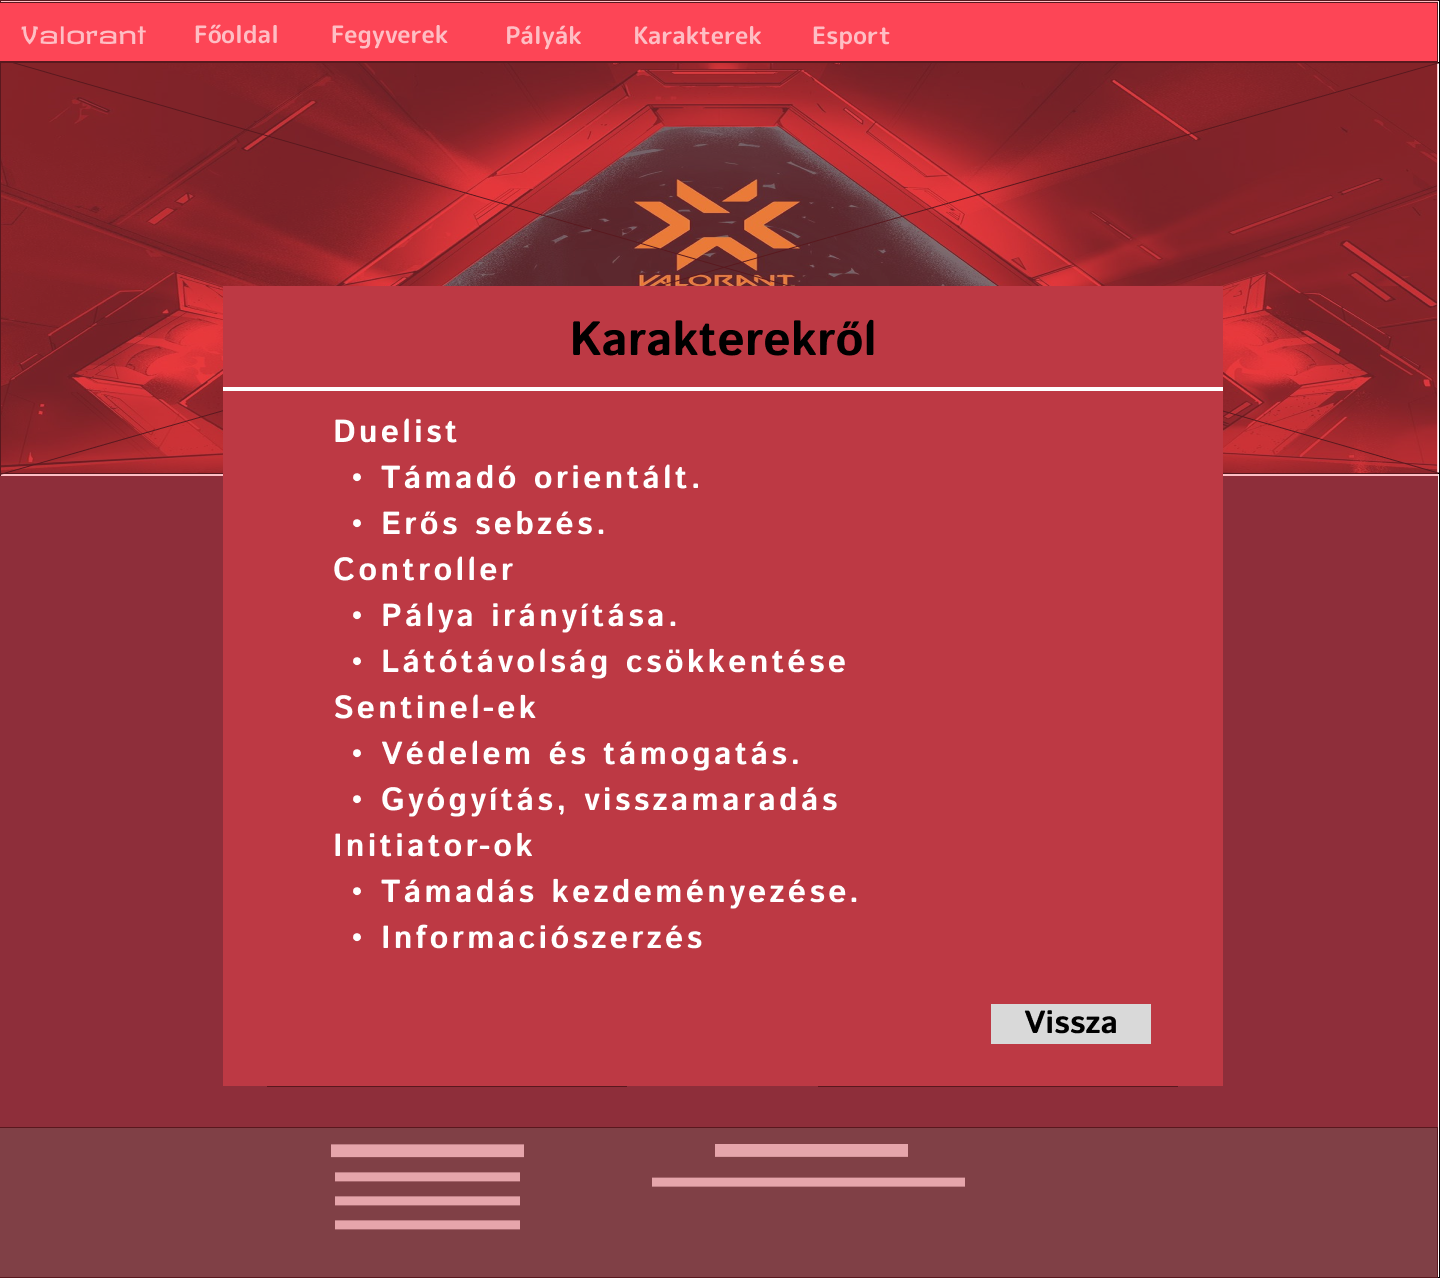 Valorant Főoldal Fegyverek Pályák Karakterek Esport
VALORANT
Karakterekről
Duelist
• Támadó orientált.
• Erős sebzés.
Controller
• Pálya irányítása.
• Látótávolság csökkentése
Sentinel-ek
• Védelem és támogatás.
• Gyógyítás, visszamaradás
Initiator-ok
• Támadás kezdeményezése.
• Információszerzés
Vissza